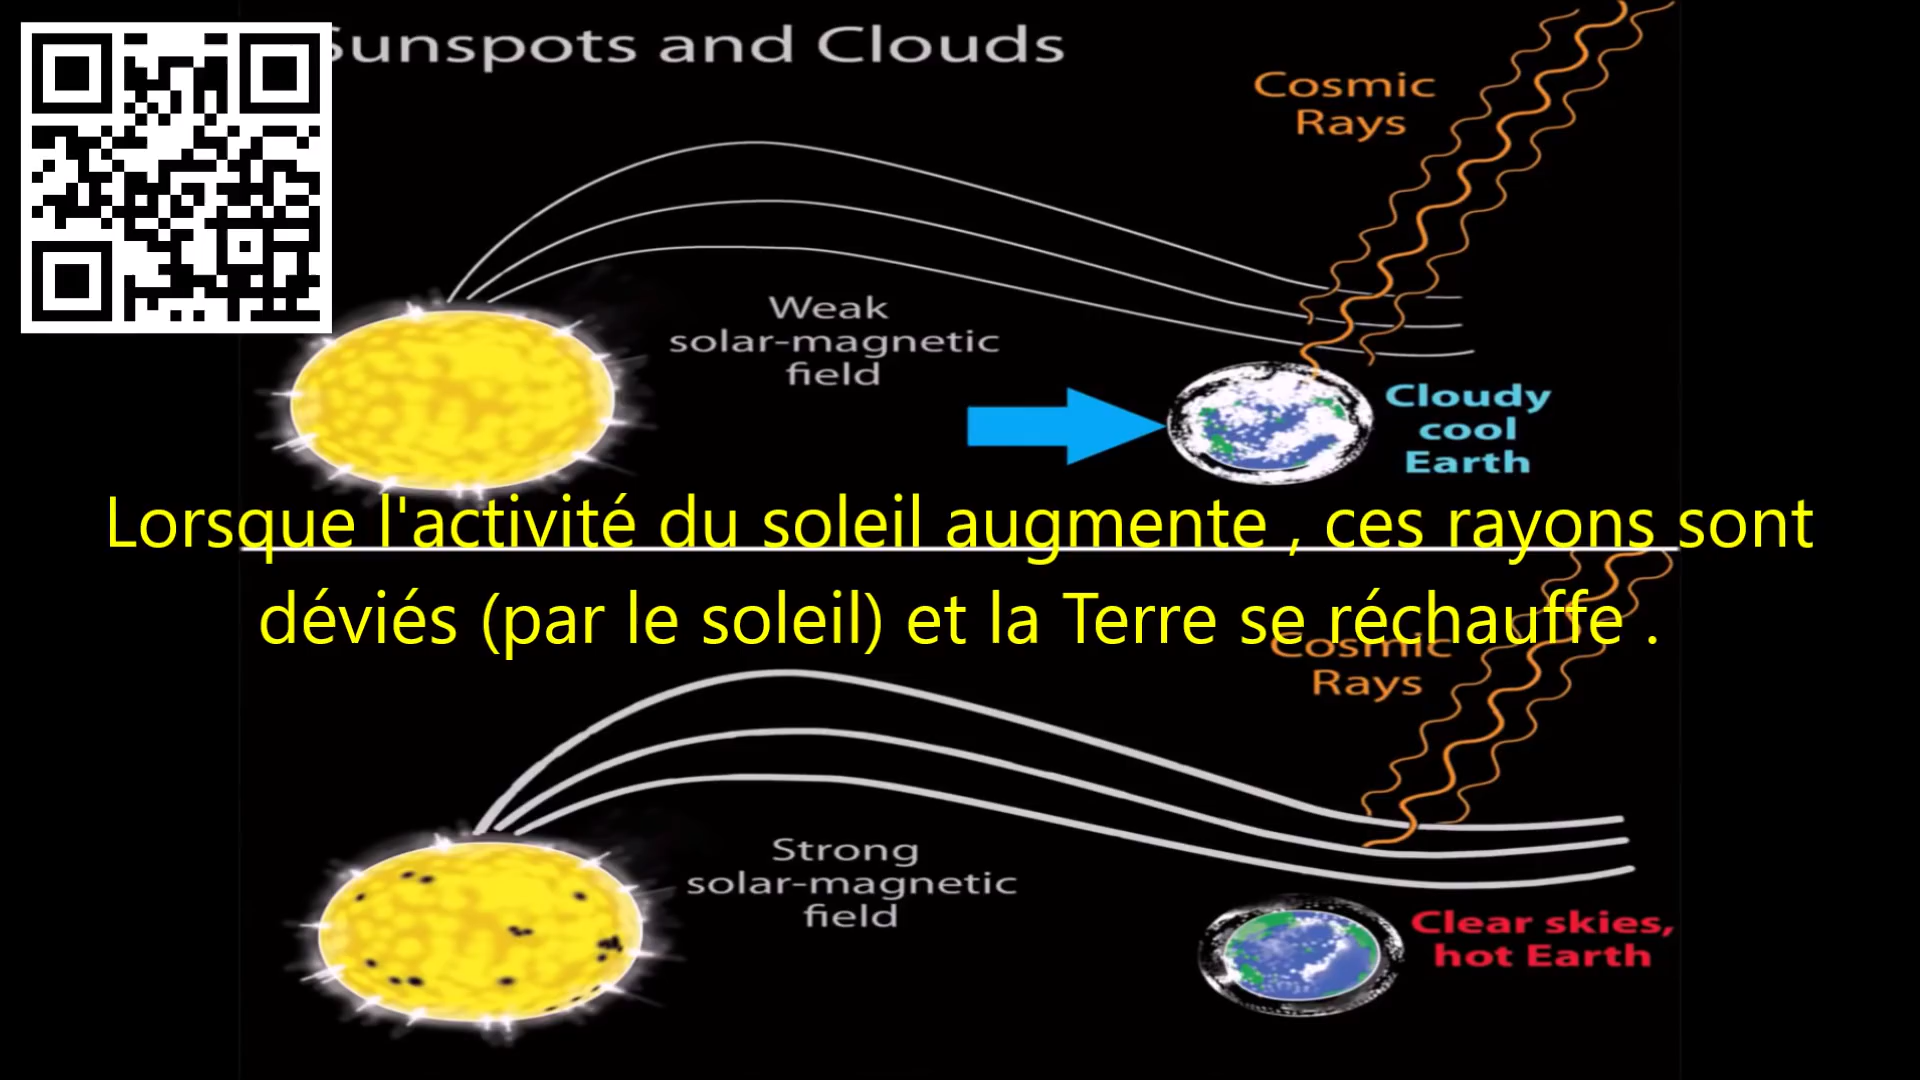 Sunspots and Clouds
Cosmic
Rays
Weak
solar-magnetic
field
Cloudy
cool
Earth
Lorsque l'activité du soleil augmente , ces rayons sont
déviés (par le soleil) et la Terre se réchauffe .
Cosmic
Rays
Strong
solar-magnetic
field
Clear skies,
hot Earth